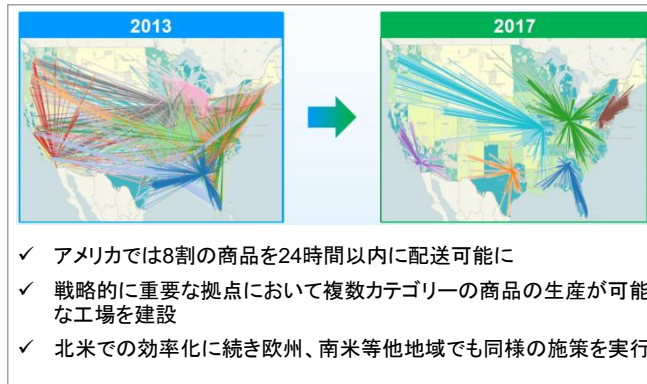 2013
2017
✓ アメリカでは8割の商品を24時間以内に配送可能に
✓ 戦略的に重要な拠点において複数カテゴリーの商品の生産が可能
な工場を建設
✓ 北米での効率化に続き欧州、南米等他地域でも同様の施策を実行